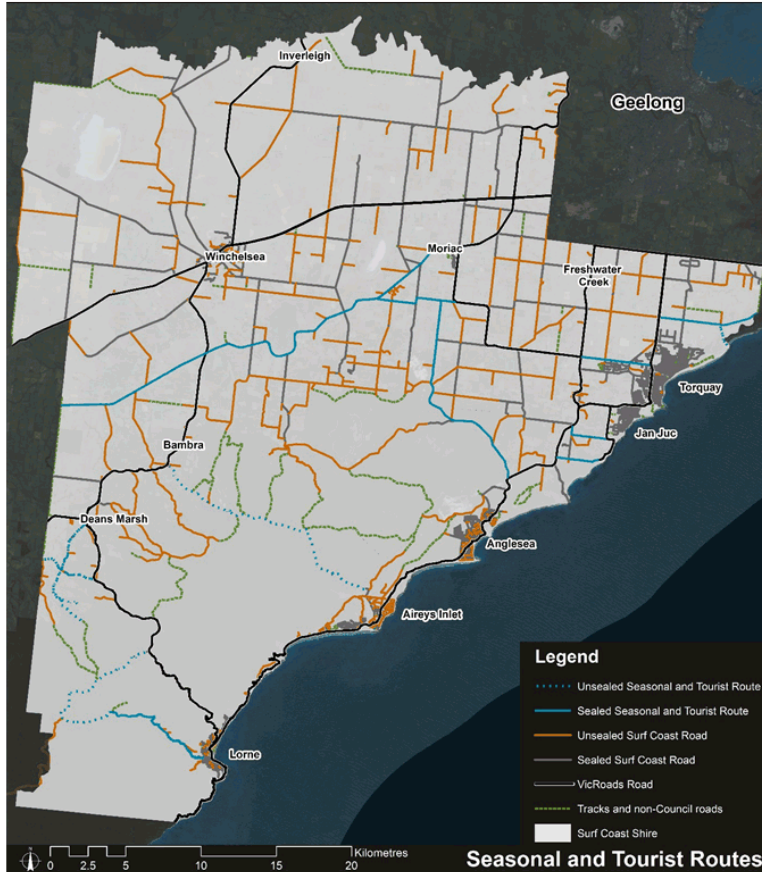 Inverleigh
Geelong
Winchelsea
Moriac
Freshwater
Creek
Torquay
Jan Juc
Bambra
Deans Marsh
Anglesea
Aireys Inlet
Lorne
Legend
Unsealed Seasonal and Tourist Route
Sealed Seasonal and Tourist Route
Unsealed Surf Coast Road
Sealed Surf Coast Road
VicRoads Road
Tracks and non-Council roads
Surf Coast Shire
Kilometres
0 2.5 5 10 15 20
Seasonal and Tourist Routes